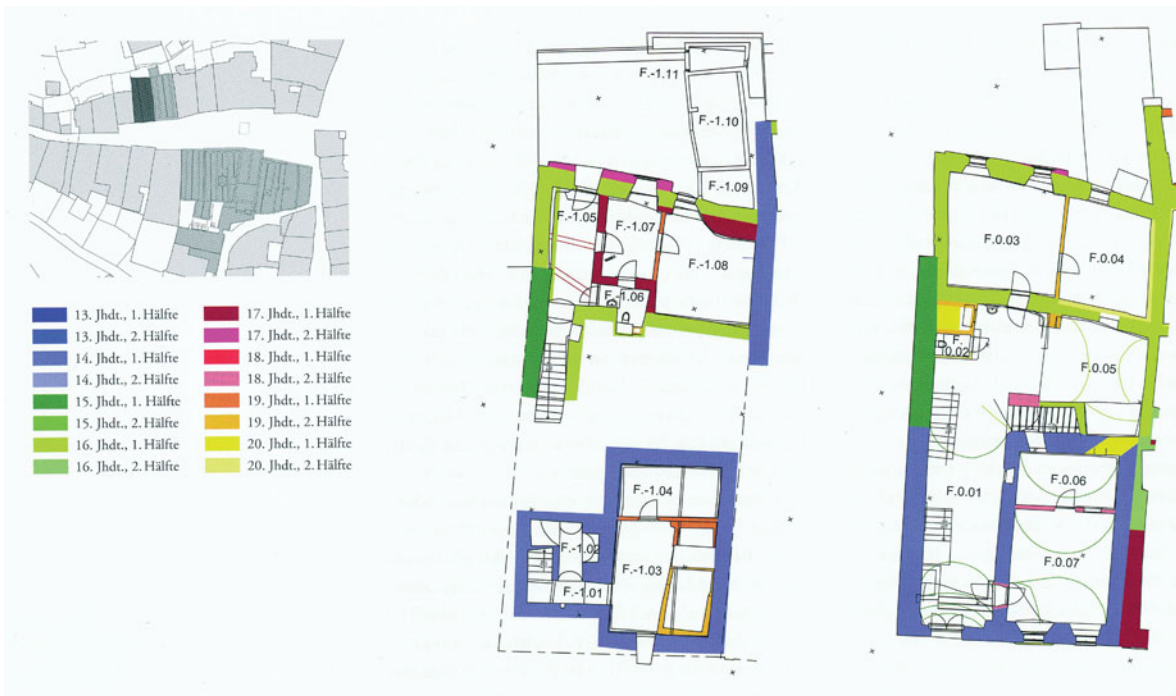 13. Jhdt., 1. Hälfte
13. Jhdt., 2. Hälfte
14. Jhdt., 1. Hälfte
14. Jhdt., 2. Hälfte
15. Jhdt., 1. Hälfte
15. Jhdt., 2. Hälfte
16. Jhdt., 1. Hälfte
16. Jhdt., 2. Hälfte
17. Jhdt., 1. Hälfte
17. Jhdt., 2. Hälfte
18. Jhdt., 1. Hälfte
18. Jhdt., 2. Hälfte
19. Jhdt., 1. Hälfte
19. Jhdt., 2. Hälfte
20. Jhdt., 1. Hälfte
20. Jhdt., 2. Hälfte
F.-1.11
F.-1.10
F.-1.09
F.-1.05
F.-1.07
F.-1.08
F.-1.06
F.-1.04
F.-1.02
F.-1.03
F.-1.01
F.0.03
F.0.04
F.
0.02
F.0.05
F.0.06
F.0.01
F.0.07